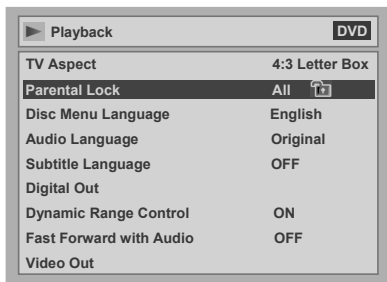 Playback DVD
TV Aspect 4:3 Letter Box
Parental Lock All
Disc Menu Language English
Audio Language Original
Subtitle Language OFF
Digital Out
Dynamic Range Control ON
Fast Forward with Audio OFF
Video Out